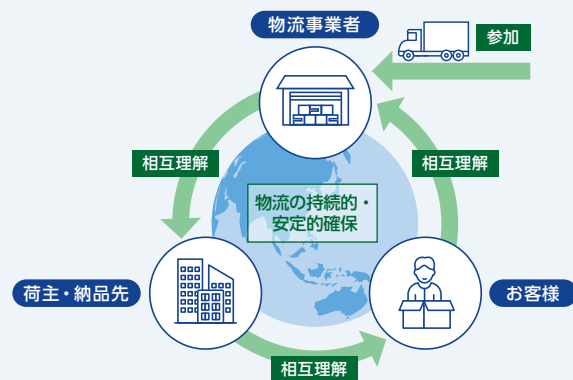 物流事業者
参加
相互理解
相互理解
物流の持続的・
安定的確保
荷主・納品先
お客様
相互理解